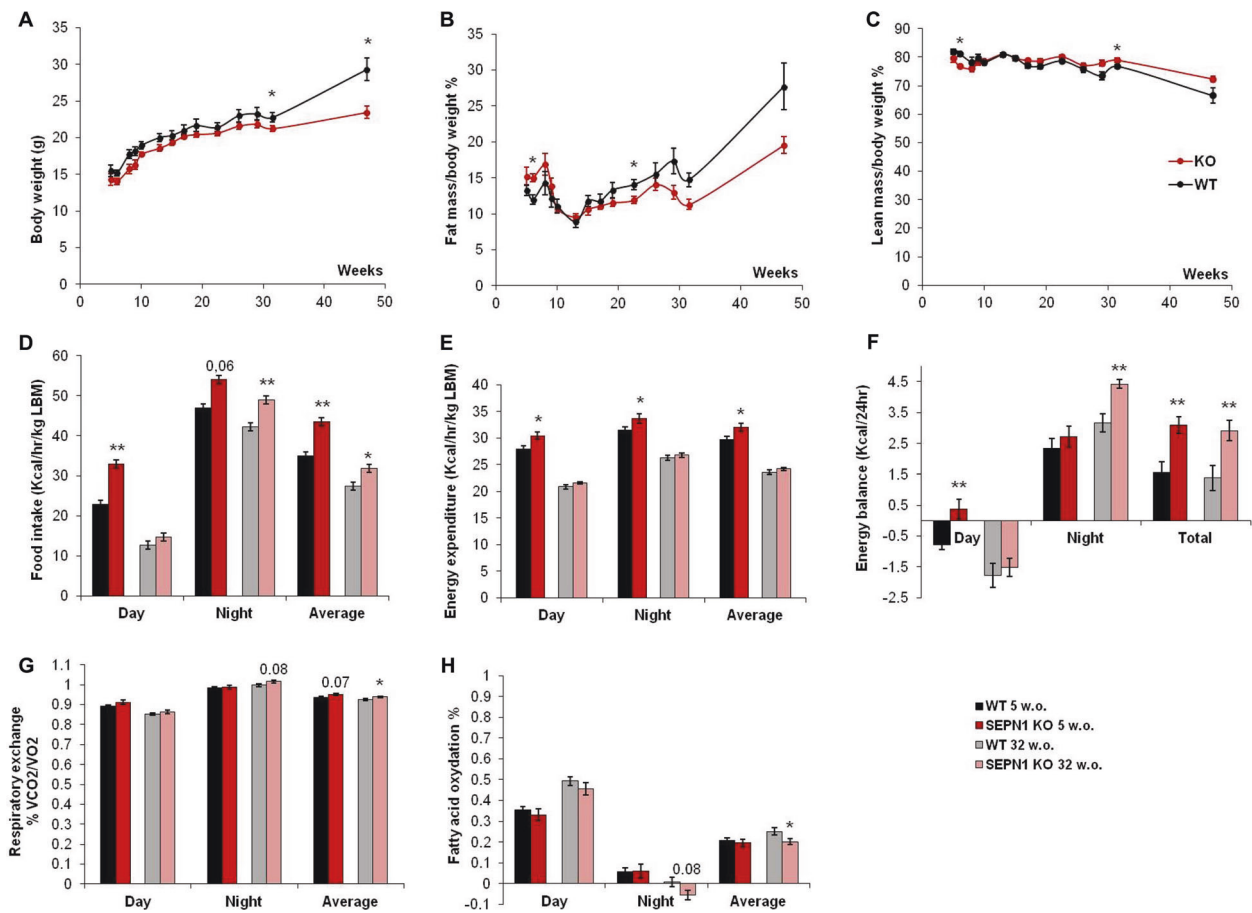 A
Body weight (g)
35
30
25
20
15
10
5
0
*
*
Weeks
0 10 20 30 40 50
B
Fat mass/body weight %
35
30
25
20
15
10
5
0
*
*
Weeks
0 10 20 30 40 50
C
Lean mass/body weight %
100
90
80
70
60
50
40
30
20
10
0
*
*
KO
WT
Weeks
0 10 20 30 40 50
D
Food intake (Kcal/hr/kg LBM)
60
50
40
30
20
10
0
**
0,06
**
**
*
Day Night Average
E
Energy expenditure (Kcal/hr/kg LBM)
40
35
30
25
20
15
10
5
0
*
*
*
Day Night Average
F
Energy balance (Kcal/24hr)
4.5
3.5
2.5
1.5
0.5
-0.5
-1.5
-2.5
**
**
**
**
Day Night Total
G
Respiratory exchange
% VCO2/VO2
1.1
1
0.9
0.8
0.7
0.6
0.5
0.4
0.3
0.2
0.1
0
0.08
0.07
*
Day Night Average
H
Fatty acid oxydation %
1
0.9
0.8
0.7
0.6
0.5
0.4
0.3
0.2
0.1
0
-0.1
0.08
*
Day Night Average
WT 5 w.o.
SEPN1 KO 5 w.o.
WT 32 w.o.
SEPN1 KO 32 w.o.